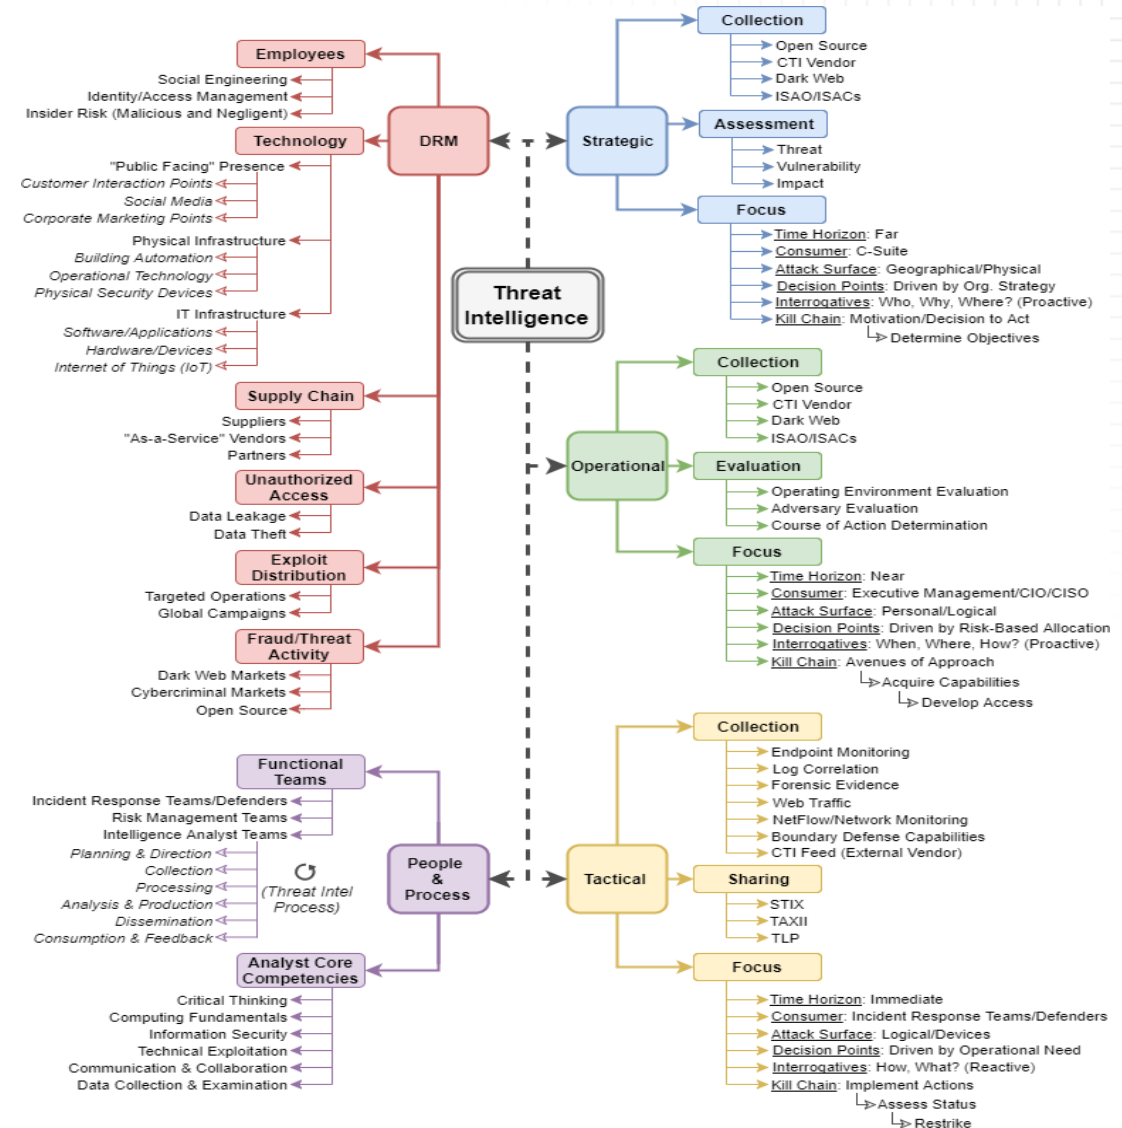 Threat
Intelligence
DRM
Employees
Social Engineering
Identity/Access Management
Insider Risk (Malicious and Negligent)
Technology
"Public Facing" Presence
Customer Interaction Points
Social Media
Corporate Marketing Points
Physical Infrastructure
Building Automation
Operational Technology
Physical Security Devices
IT Infrastructure
Software/Applications
Hardware/Devices
Internet of Things (IoT)
Supply Chain
Suppliers
"As-a-Service" Vendors
Partners
Unauthorized
Access
Data Leakage
Data Theft
Exploit
Distribution
Targeted Operations
Global Campaigns
Fraud/Threat
Activity
Dark Web Markets
Cybercriminal Markets
Open Source
People
&
Process
Functional
Teams
Incident Response Teams/Defenders
Risk Management Teams
Intelligence Analyst Teams
Planning & Direction
Collection
Processing
Analysis & Production
Dissemination
Consumption & Feedback
(Threat Intel
Process)
Analyst Core
Competencies
Critical Thinking
Computing Fundamentals
Information Security
Technical Exploitation
Communication & Collaboration
Data Collection & Examination
Strategic
Collection
Open Source
CTI Vendor
Dark Web
ISAO/ISACs
Assessment
Threat
Vulnerability
Impact
Focus
Time Horizon: Far
Consumer: C-Suite
Attack Surface: Geographical/Physical
Decision Points: Driven by Org. Strategy
Interrogatives: Who, Why, Where? (Proactive)
Kill Chain: Motivation/Decision to Act
Determine Objectives
Operational
Collection
Open Source
CTI Vendor
Dark Web
ISAO/ISACs
Evaluation
Operating Environment Evaluation
Adversary Evaluation
Course of Action Determination
Focus
Time Horizon: Near
Consumer: Executive Management/CIO/CISO
Attack Surface: Personal/Logical
Decision Points: Driven by Risk-Based Allocation
Interrogatives: When, Where, How? (Proactive)
Kill Chain: Avenues of Approach
Acquire Capabilities
Develop Access
Tactical
Collection
Endpoint Monitoring
Log Correlation
Forensic Evidence
Web Traffic
NetFlow/Network Monitoring
Boundary Defense Capabilities
CTI Feed (External Vendor)
Sharing
STIX
TAXII
TLP
Focus
Time Horizon: Immediate
Consumer: Incident Response Teams/Defenders
Attack Surface: Logical/Devices
Decision Points: Driven by Operational Need
Interrogatives: How, What? (Reactive)
Kill Chain: Implement Actions
Assess Status
Restrike